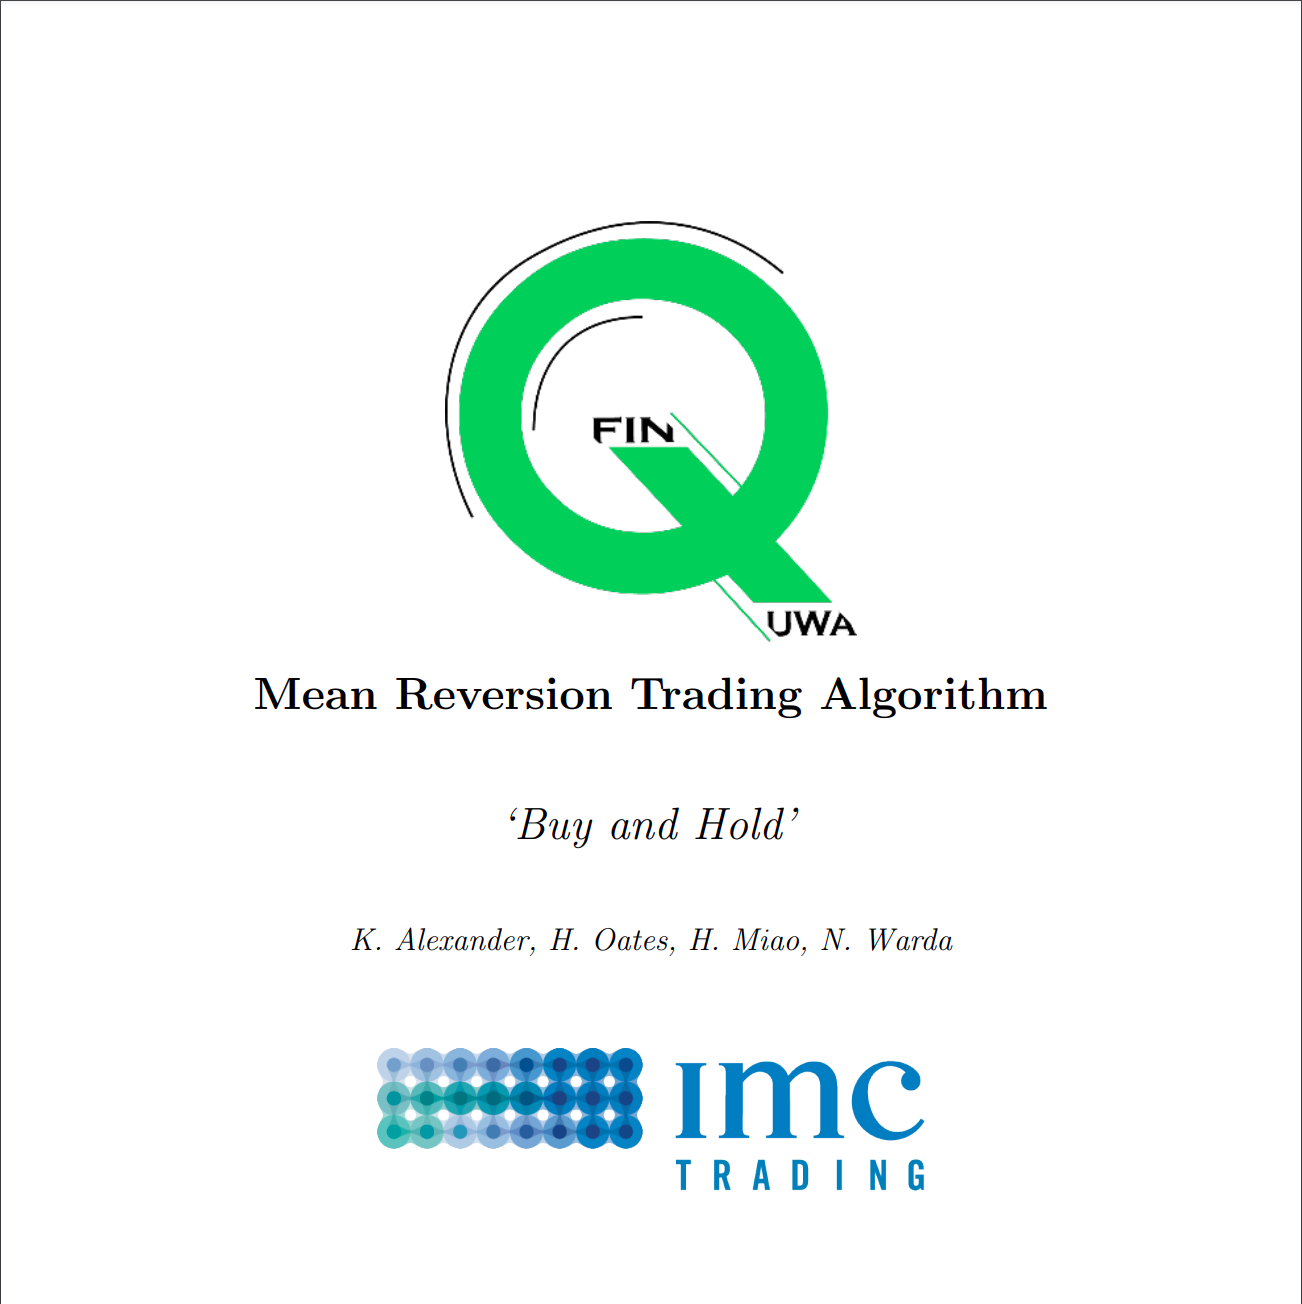 FIN
UWA
Mean Reversion Trading Algorithm
‘Buy and Hold’
K. Alexander, H. Oates, H. Miao, N. Warda
imc
TRADING